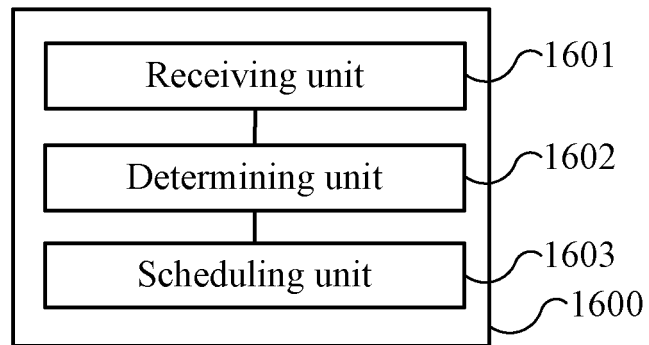 1601
Receiving unit
1602
Determining unit
1603
Scheduling unit
1600